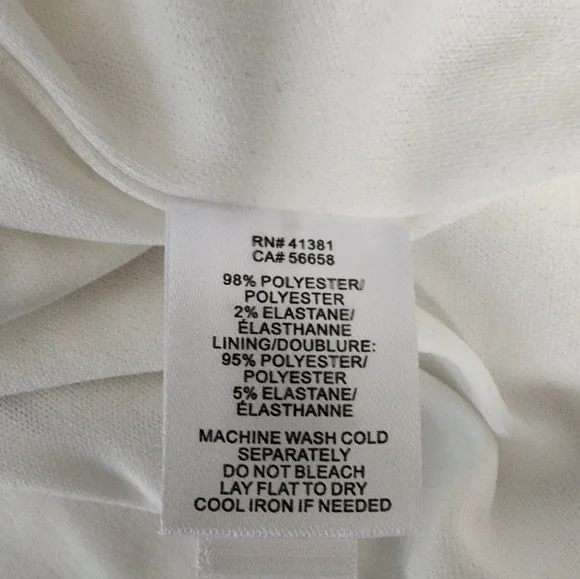 RN# 41381
CA# 56658
98% POLYESTER/
POLYESTER
2% ELASTANE/
ÉLASTHANNE
LINING/DOUBLURE:
95% POLYESTER/
POLYESTER
5% ELASTANE/
ÉLASTHANNE
MACHINE WASH COLD
SEPARATELY
DO NOT BLEACH
LAY FLAT TO DRY
COOL IRON IF NEEDED